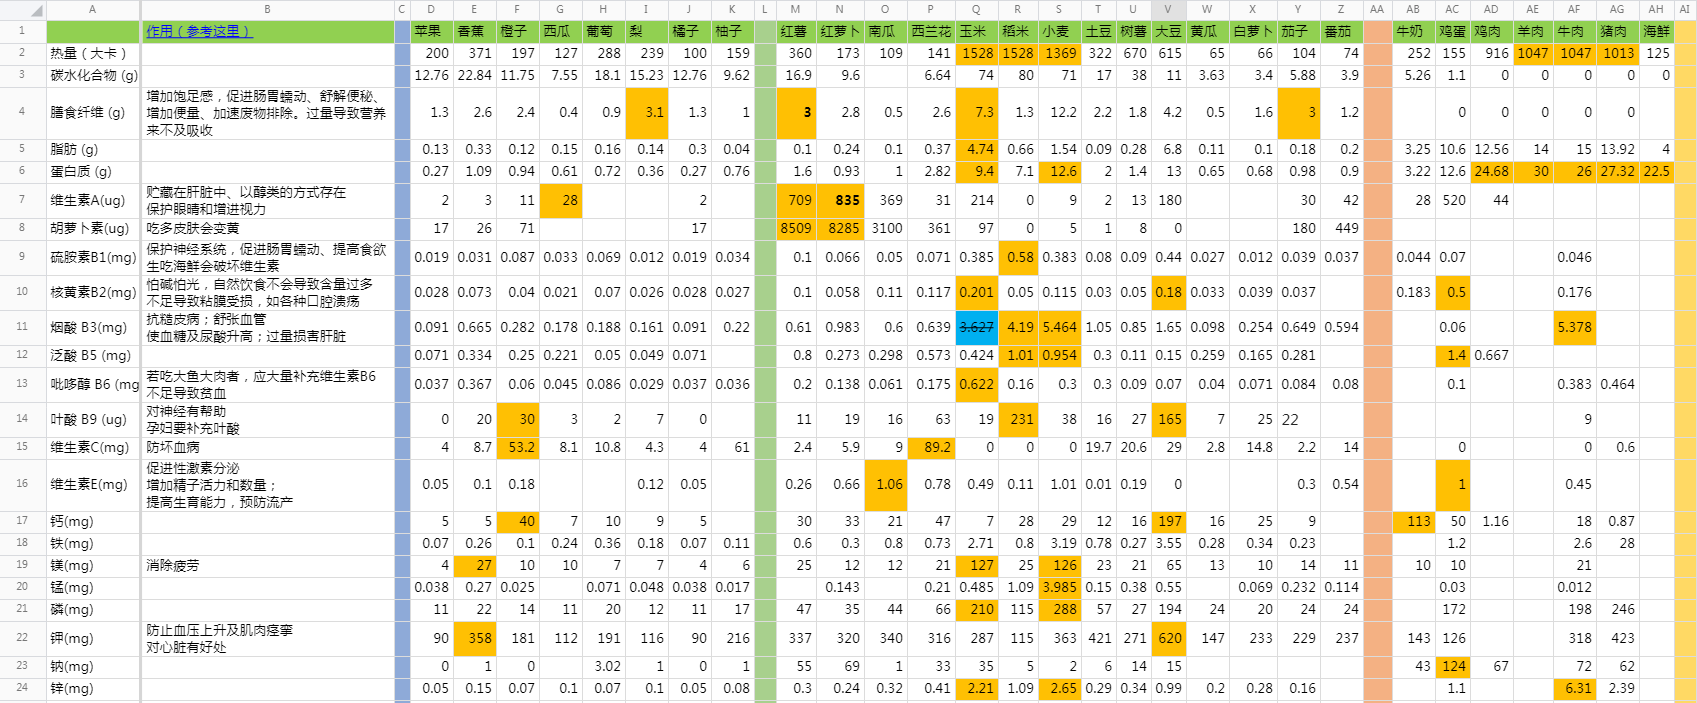 A B C D E F G H I J K L M N O P Q R S T U V W X Y Z AA AB AC AD AE AF AG AH AI
1 作用（参考这里） 苹果 香蕉 橙子 西瓜 葡萄 梨 橘子 柚子 红薯 红萝卜 南瓜 西兰花 玉米 稻米 小麦 土豆 树薯 大豆 黄瓜 白萝卜 茄子 番茄 牛奶 鸡蛋 鸡肉 羊肉 牛肉 猪肉 海鲜
2 热量（大卡） 200 371 197 127 288 239 100 159 360 173 109 141 1528 1528 1369 322 670 615 65 66 104 74 252 155 916 1047 1047 1013 125
3 碳水化合物 (g) 12.76 22.84 11.75 7.55 18.1 15.23 12.76 9.62 16.9 9.6 6.64 74 80 71 17 38 11 3.63 3.4 5.88 3.9 5.26 1.1 0 0 0 0 0
4 膳食纤维 (g) 增加饱足感，促进肠胃蠕动、舒解便秘、
增加便量、加速废物排除。过量导致营养
来不及吸收 1.3 2.6 2.4 0.4 0.9 3.1 1.3 1 3 2.8 0.5 2.6 7.3 1.3 12.2 2.2 1.8 4.2 0.5 1.6 3 1.2 0 0 0 0 0
5 脂肪 (g) 0.13 0.33 0.12 0.15 0.16 0.14 0.3 0.04 0.1 0.24 0.1 0.37 4.74 0.66 1.54 0.09 0.28 6.8 0.11 0.1 0.18 0.2 3.25 10.6 12.56 14 15 13.92 4
6 蛋白质 (g) 0.27 1.09 0.94 0.61 0.72 0.36 0.27 0.76 1.6 0.93 1 2.82 9.4 7.1 12.6 2 1.4 13 0.65 0.68 0.98 0.9 3.22 12.6 24.68 30 26 27.32 22.5
7 维生素A(ug) 贮藏在肝脏中、以醇类的方式存在
保护眼睛和增进视力 2 3 11 28 2 709 835 369 31 214 0 9 2 13 180 30 42 28 520 44
8 胡萝卜素(ug) 吃多皮肤会变黄 17 26 71 17 8509 8285 3100 361 97 0 5 1 8 0 180 449
9 硫胺素B1(mg) 保护神经系统，促进肠胃蠕动、提高食欲
生吃海鲜会破坏维生素 0.019 0.031 0.087 0.033 0.069 0.012 0.019 0.034 0.1 0.066 0.05 0.071 0.385 0.58 0.383 0.08 0.09 0.44 0.027 0.012 0.039 0.037 0.044 0.07 0.046
10 核黄素B2(mg) 怕碱怕光，自然饮食不会导致含量过多
不足导致粘膜受损，如各种口腔溃疡 0.028 0.073 0.04 0.021 0.07 0.026 0.028 0.027 0.1 0.058 0.11 0.117 0.201 0.05 0.115 0.03 0.05 0.18 0.033 0.039 0.037 0.183 0.5 0.176
11 烟酸 B3(mg) 抗糙皮病；舒张血管
使血糖及尿酸升高；过量损害肝脏 0.091 0.665 0.282 0.178 0.188 0.161 0.091 0.22 0.61 0.983 0.6 0.639 3.627 4.19 5.464 1.05 0.85 1.65 0.098 0.254 0.649 0.594 0.06 5.378
12 泛酸 B5 (mg) 0.071 0.334 0.25 0.221 0.05 0.049 0.071 0.8 0.273 0.298 0.573 0.424 1.01 0.954 0.3 0.11 0.15 0.259 0.165 0.281 1.4 0.667
13 吡哆醇 B6 (mg 若吃大鱼大肉者，应大量补充维生素B6
不足导致贫血 0.037 0.367 0.06 0.045 0.086 0.029 0.037 0.036 0.2 0.138 0.061 0.175 0.622 0.16 0.3 0.3 0.09 0.07 0.04 0.071 0.084 0.08 0.1 0.383 0.464
14 叶酸 B9 (ug) 对神经有帮助
孕妇要补充叶酸 0 20 30 3 2 7 0 11 19 16 63 19 231 38 16 27 165 7 25 22 9
15 维生素C(mg) 防坏血病 4 8.7 53.2 8.1 10.8 4.3 4 61 2.4 5.9 9 89.2 0 0 0 19.7 20.6 29 2.8 14.8 2.2 14 0 0 0.6
16 维生素E(mg) 促进性激素分泌
增加精子活力和数量；
提高生育能力，预防流产 0.05 0.1 0.18 0.12 0.05 0.26 0.66 1.06 0.78 0.49 0.11 1.01 0.01 0.19 0 0.3 0.54 1 0.45
17 钙(mg) 5 5 40 7 10 9 5 30 33 21 47 7 28 29 12 16 197 16 25 9 113 50 1.16 18 0.87
18 铁(mg) 0.07 0.26 0.1 0.24 0.36 0.18 0.07 0.11 0.6 0.3 0.8 0.73 2.71 0.8 3.19 0.78 0.27 3.55 0.28 0.34 0.23 1.2 2.6 28
19 镁(mg) 消除疲劳 4 27 10 10 7 7 4 6 25 12 12 21 127 25 126 23 21 65 13 10 14 11 10 10 21
20 锰(mg) 0.038 0.27 0.025 0.071 0.048 0.038 0.017 0.143 0.21 0.485 1.09 3.985 0.15 0.38 0.55 0.069 0.232 0.114 0.03 0.012
21 磷(mg) 11 22 14 11 20 12 11 17 47 35 44 66 210 115 288 57 27 194 24 20 24 24 172 198 246
22 钾(mg) 防止血压上升及肌肉痉挛
对心脏有好处 90 358 181 112 191 116 90 216 337 320 340 316 287 115 363 421 271 620 147 233 229 237 143 126 318 423
23 钠(mg) 0 1 0 3.02 1 0 1 55 69 1 33 35 5 2 6 14 15 43 124 67 72 62
24 锌(mg) 0.05 0.15 0.07 0.1 0.07 0.1 0.05 0.08 0.3 0.24 0.32 0.41 2.21 1.09 2.65 0.29 0.34 0.99 0.2 0.28 0.16 1.1 6.31 2.39